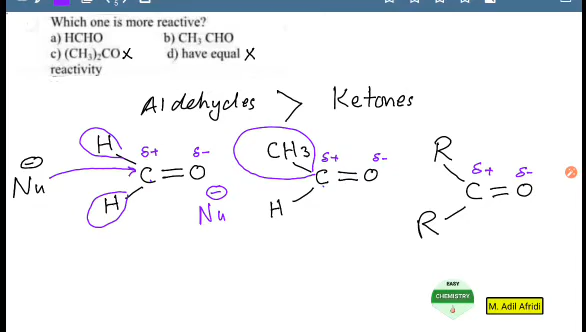 Which one is more reactive?
a) HCHO b) CH₃ CHO
c) (CH₃)₂CO X d) have equal X
reactivity
Aldehydes > Ketones
H CH3 R
δ+ δ- δ+ δ- δ+ δ-
Nu⊖ C=O C=O C=O
H Nu⊖ H R
EASY
CHEMISTRY
M. Adil Afridi